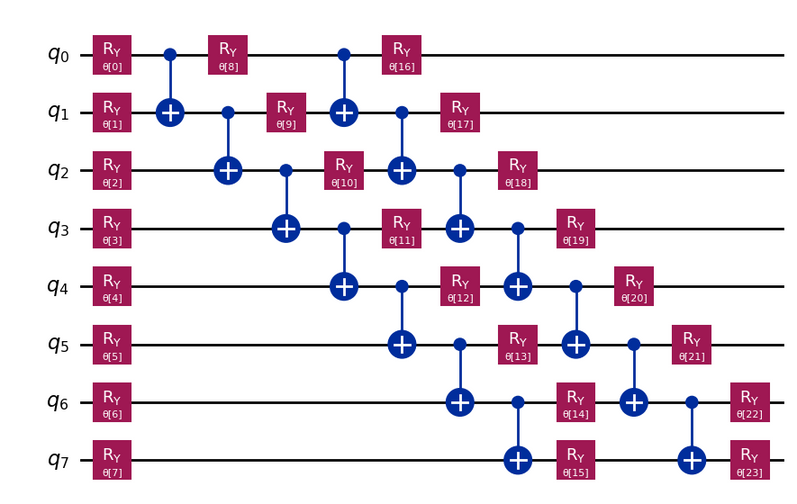 q0 RY θ[0] RY θ[8] RY θ[16]
q1 RY θ[1] RY θ[9] RY θ[17]
q2 RY θ[2] RY θ[10] RY θ[18]
q3 RY θ[3] RY θ[11] RY θ[19]
q4 RY θ[4] RY θ[12] RY θ[20]
q5 RY θ[5] RY θ[13] RY θ[21]
q6 RY θ[6] RY θ[14] RY θ[22]
q7 RY θ[7] RY θ[15] RY θ[23]